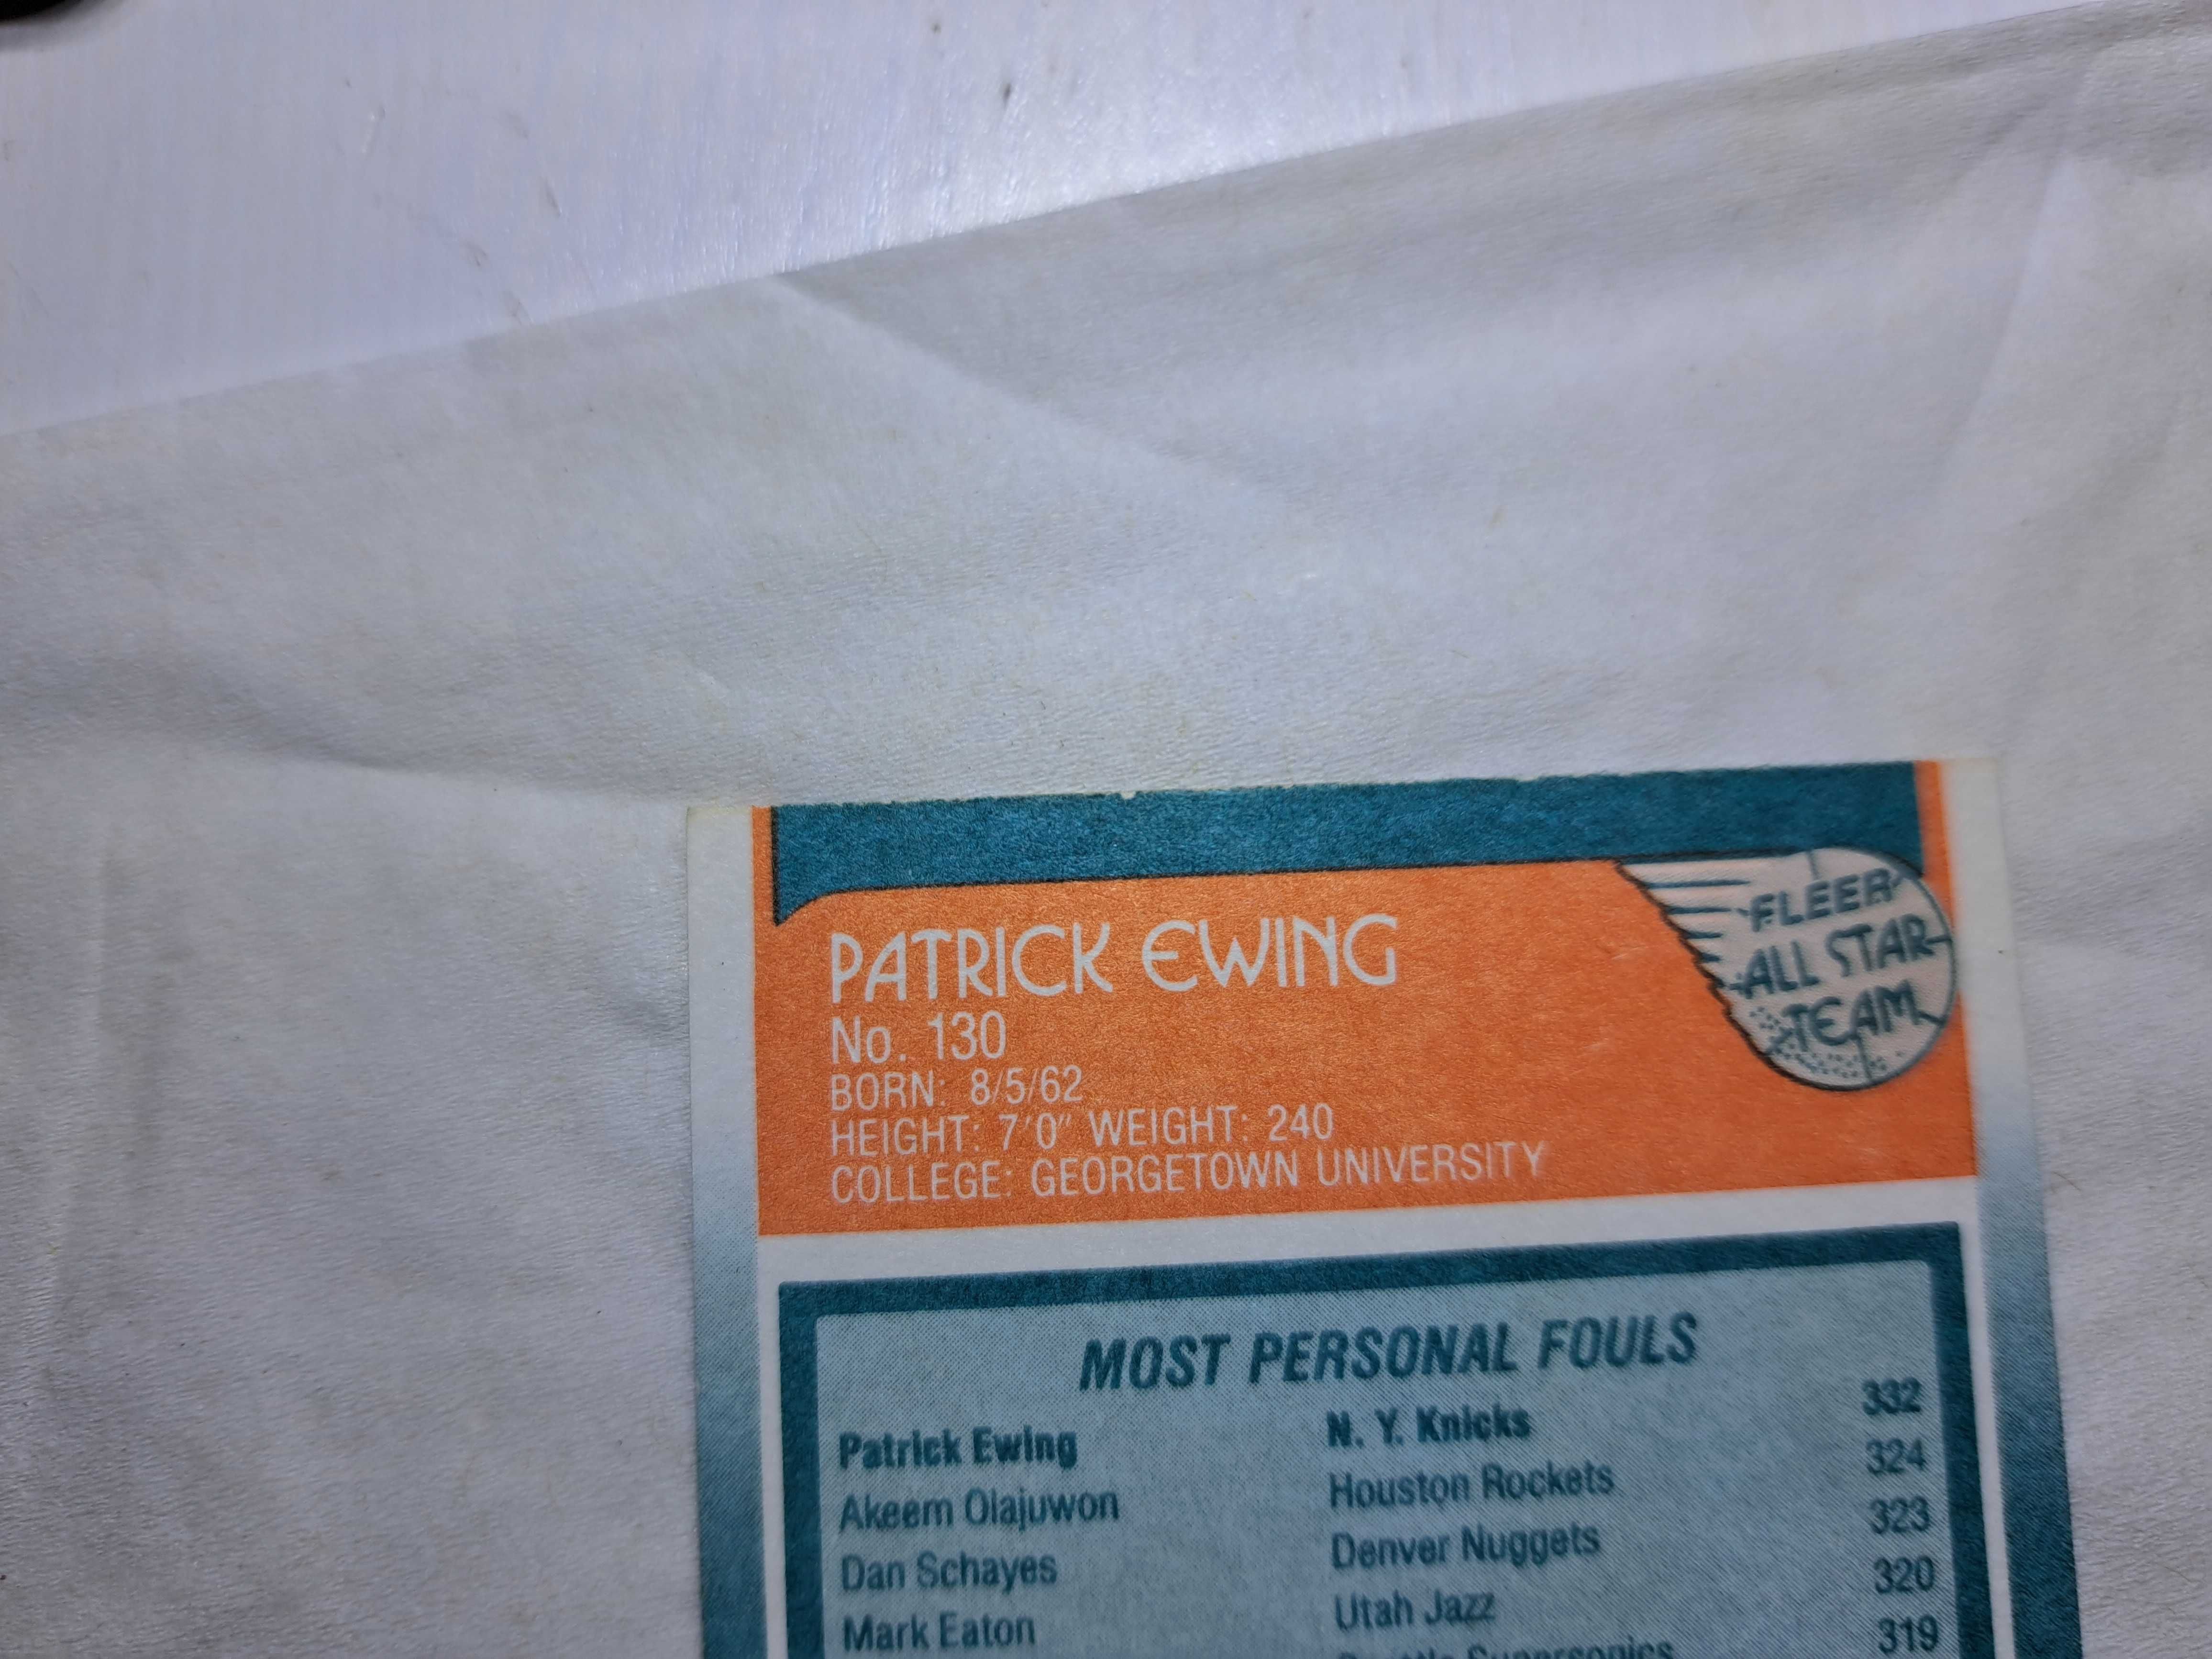 FLEER
ALL STAR
TEAM
PATRICK EWING
No. 130
BORN: 8/5/62
HEIGHT: 7'0" WEIGHT: 240
COLLEGE: GEORGETOWN UNIVERSITY
MOST PERSONAL FOULS
Patrick Ewing N. Y. Knicks 332
Akeem Olajuwon Houston Rockets 324
Dan Schayes Denver Nuggets 323
Mark Eaton Utah Jazz 320
Supersonics 319